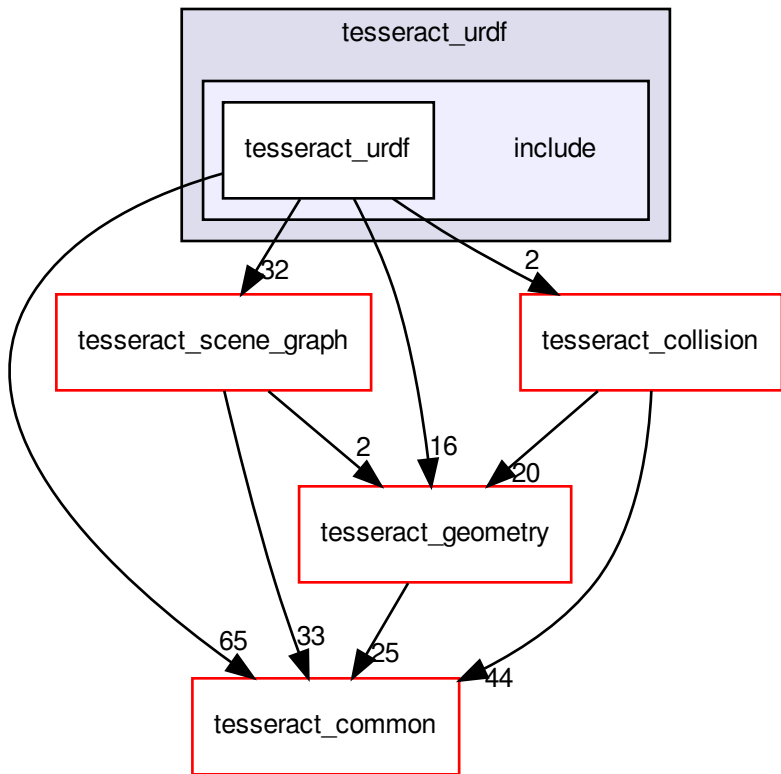 tesseract_urdf
tesseract_urdf
include
32
2
tesseract_scene_graph
tesseract_collision
2
16
20
tesseract_geometry
65
33
25
44
tesseract_common